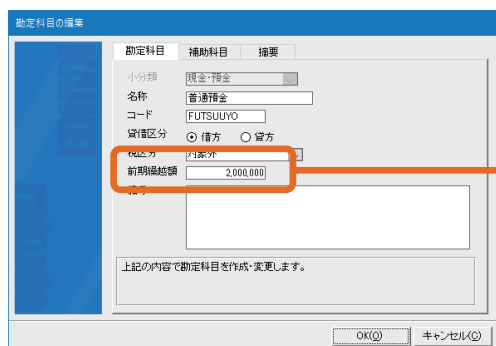 勘定科目の編集
勘定科目 補助科目 摘要
小分類 現金・預金
名称 普通預金
コード FUTSUUYO
貸借区分 借方 貸方
税区分 対象外
前期繰越額 2,000,000
備考
上記の内容で勘定科目を作成・変更します。
OK(O) キャンセル(C)